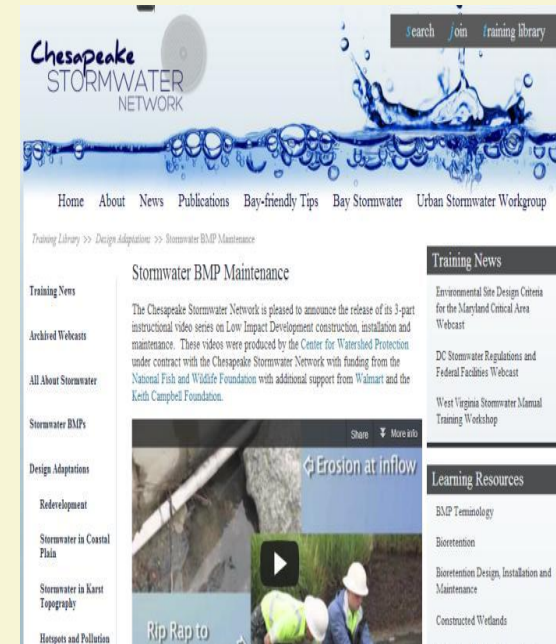 search join training library
Chesapeake
STORMWATER
NETWORK
Home About News Publications Bay-friendly Tips Bay Stormwater Urban Stormwater Workgroup
Training Library >> Design Adaptations >> Stormwater BMP Maintenance
Training News
Archived Webcasts
All About Stormwater
Stormwater BMPs
Design Adaptations
Redevelopment
Stormwater in Coastal
Plain
Stormwater in Karst
Topography
Hotspots and Pollution
Stormwater BMP Maintenance
The Chesapeake Stormwater Network is pleased to announce the release of its 3-part
instructional video series on Low Impact Development construction, installation and
maintenance. These videos were produced by the Center for Watershed Protection
under contract with the Chesapeake Stormwater Network with funding from the
National Fish and Wildlife Foundation with additional support from Walmart and the
Keith Campbell Foundation.
Share More info
Erosion at inflow
Rip Rap to
Training News
Environmental Site Design Criteria
for the Maryland Critical Area
Webcast
DC Stormwater Regulations and
Federal Facilities Webcast
West Virginia Stormwater Manual
Training Workshop
Learning Resources
BMP Terminology
Bioretention
Bioretention Design, Installation and
Maintenance
Constructed Wetlands